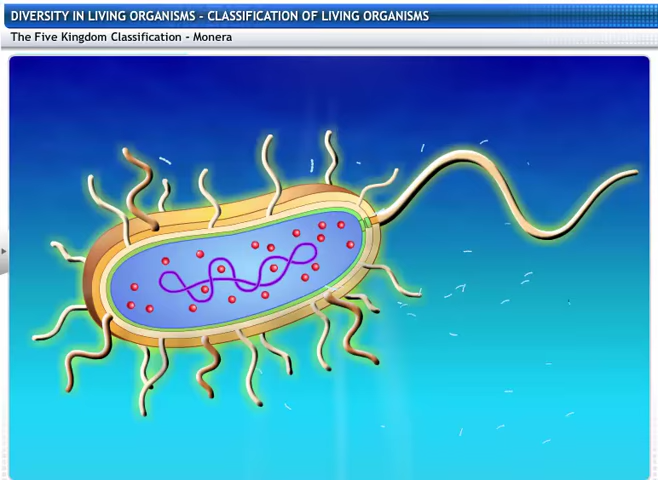 DIVERSITY IN LIVING ORGANISMS - CLASSIFICATION OF LIVING ORGANISMS
The Five Kingdom Classification - Monera